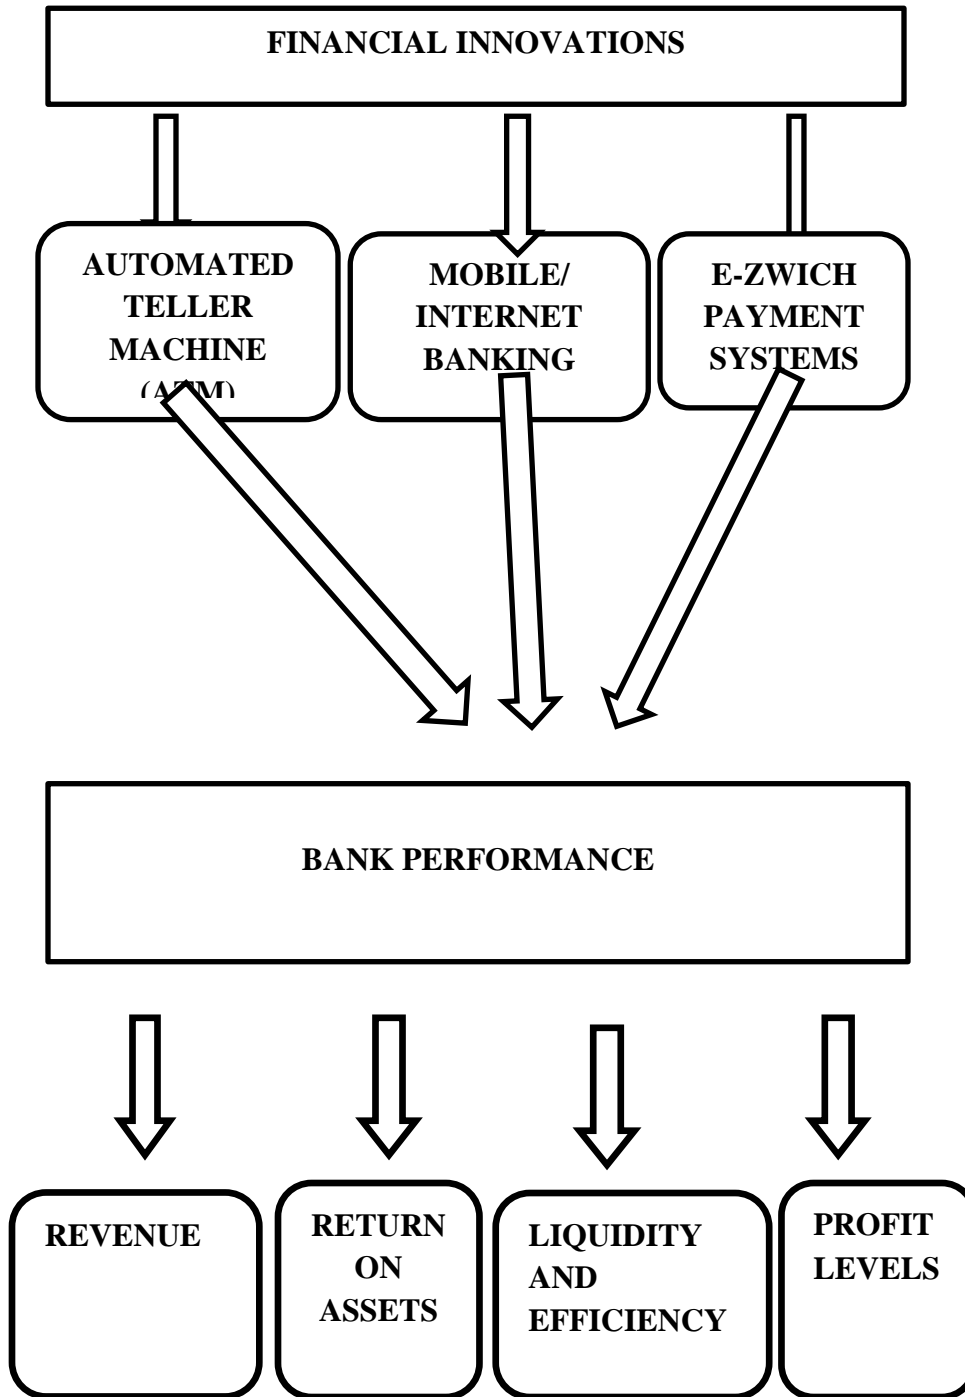 FINANCIAL INNOVATIONS
AUTOMATED
TELLER
MACHINE
(ATM)
MOBILE/
INTERNET
BANKING
E-ZWICH
PAYMENT
SYSTEMS
BANK PERFORMANCE
REVENUE
RETURN
ON
ASSETS
LIQUIDITY
AND
EFFICIENCY
PROFIT
LEVELS